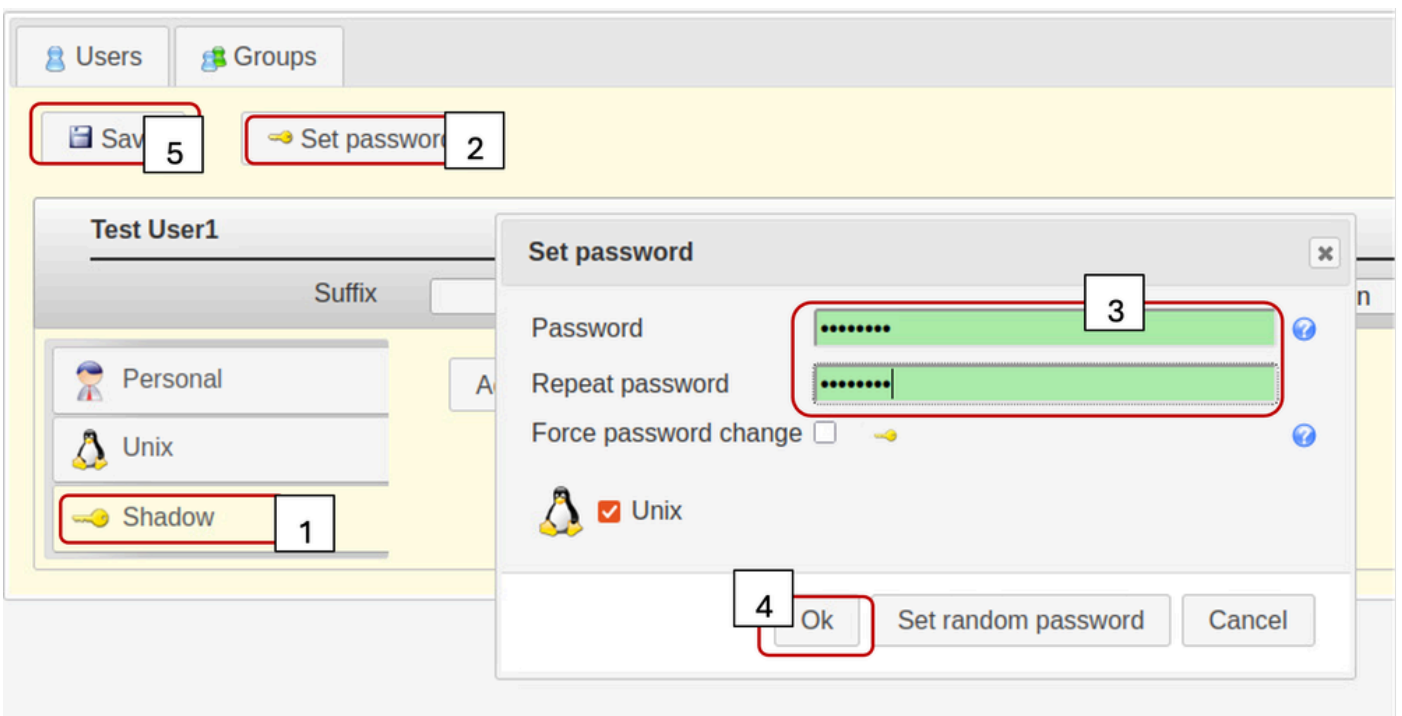 Users Groups
Sav 5 Set passwor 2
Test User1
Set password
Suffix
n
Password •••••••• 3
Repeat password ••••••••
Personal
A
Force password change
Unix
Unix
Shadow 1
4 Ok Set random password Cancel